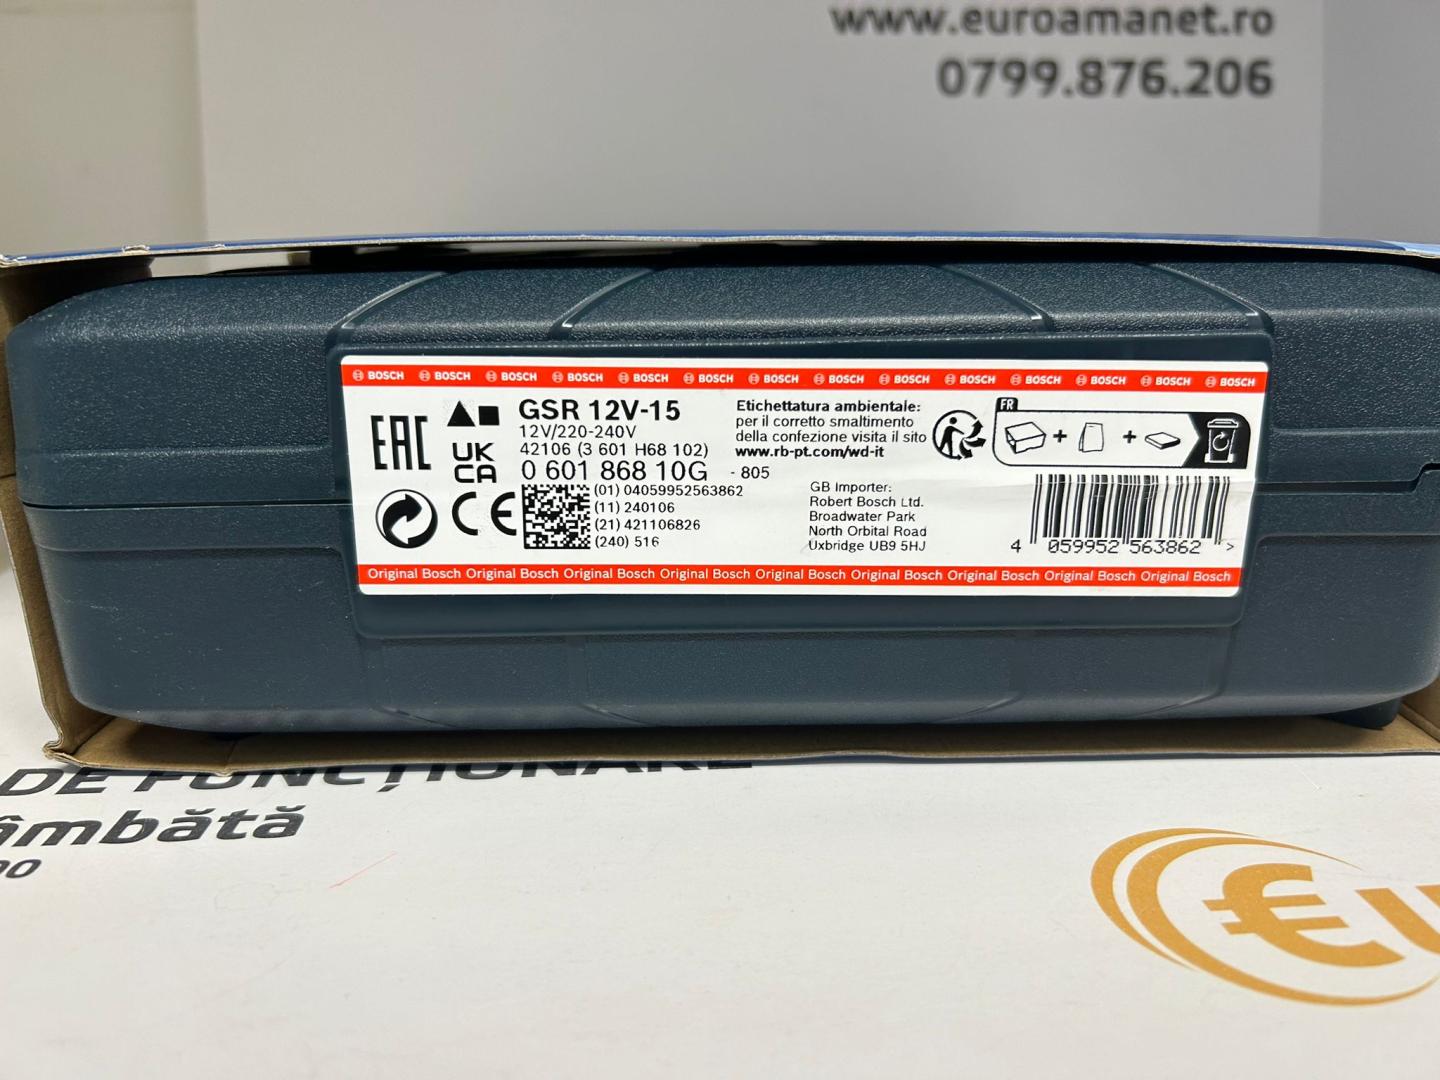 www.euroamanet.ro
0799.876.206
BOSCH BOSCH BOSCH BOSCH BOSCH BOSCH BOSCH BOSCH BOSCH BOSCH BOSCH BOSCH BOSCH BOSCH
EAC
UK
CA
CE
GSR 12V-15
12V/220-240V
42106 (3 601 H68 102)
0 601 868 10G - 805
(01) 04059952563862
(11) 240106
(21) 421106826
(240) 516
Etichettatura ambientale:
per il corretto smaltimento
della confezione visita il sito
www.rb-pt.com/wd-it
GB Importer:
Robert Bosch Ltd.
Broadwater Park
North Orbital Road
Uxbridge UB9 5HJ
FR
+ +
4 059952 563862 >
Original Bosch Original Bosch Original Bosch Original Bosch Original Bosch Original Bosch Original Bosch Original Bosch Original Bosch
DE FUNCȚIONARE
âmbătă
00
€u